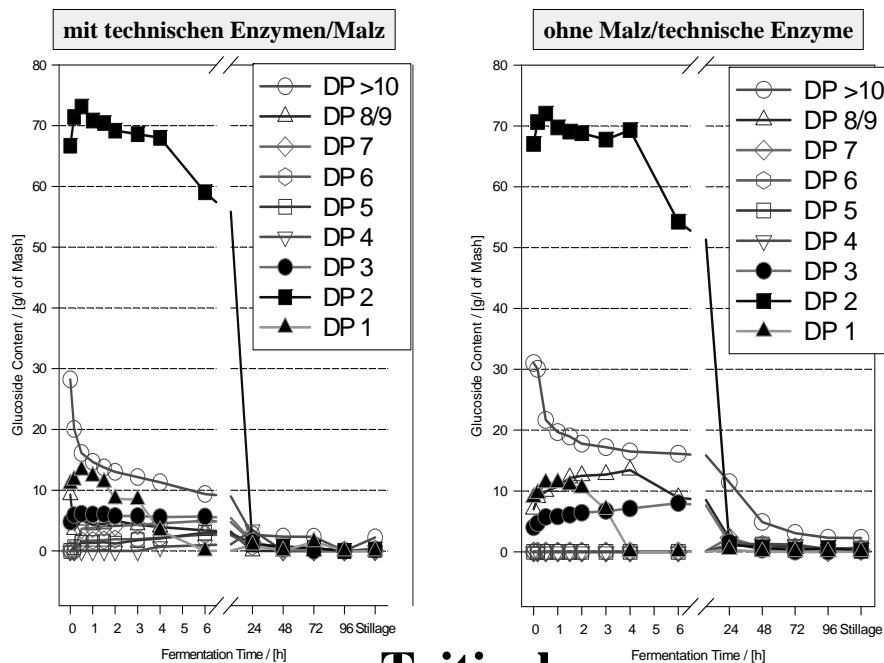 mit technischen Enzymen/Malz
80
70
60
50
40
30
20
10
0
Glucoside Content / [g/l of Mash]
DP >10
DP 8/9
DP 7
DP 6
DP 5
DP 4
DP 3
DP 2
DP 1
0 1 2 3 4 5 6 24 48 72 96 Stillage
Fermentation Time / [h]
ohne Malz/technische Enzyme
80
70
60
50
40
30
20
10
0
Glucoside Content / [g/l of Mash]
DP >10
DP 8/9
DP 7
DP 6
DP 5
DP 4
DP 3
DP 2
DP 1
0 1 2 3 4 5 6 24 48 72 96 Stillage
Fermentation Time / [h]